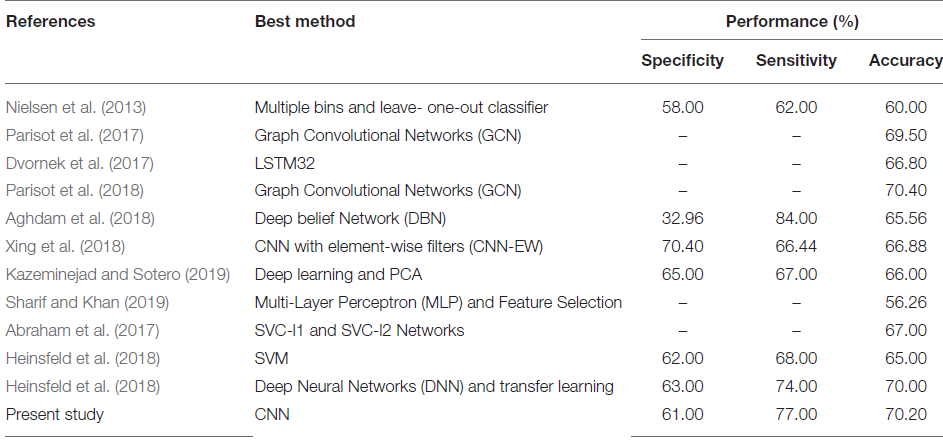 References Best method Performance (%)
Specificity Sensitivity Accuracy
Nielsen et al. (2013) Multiple bins and leave- one-out classifier 58.00 62.00 60.00
Parisot et al. (2017) Graph Convolutional Networks (GCN) – – 69.50
Dvornek et al. (2017) LSTM32 – – 66.80
Parisot et al. (2018) Graph Convolutional Networks (GCN) – – 70.40
Aghdam et al. (2018) Deep belief Network (DBN) 32.96 84.00 65.56
Xing et al. (2018) CNN with element-wise filters (CNN-EW) 70.40 66.44 66.88
Kazeminejad and Sotero (2019) Deep learning and PCA 65.00 67.00 66.00
Sharif and Khan (2019) Multi-Layer Perceptron (MLP) and Feature Selection – – 56.26
Abraham et al. (2017) SVC-l1 and SVC-l2 Networks – – 67.00
Heinsfeld et al. (2018) SVM 62.00 68.00 65.00
Heinsfeld et al. (2018) Deep Neural Networks (DNN) and transfer learning 63.00 74.00 70.00
Present study CNN 61.00 77.00 70.20